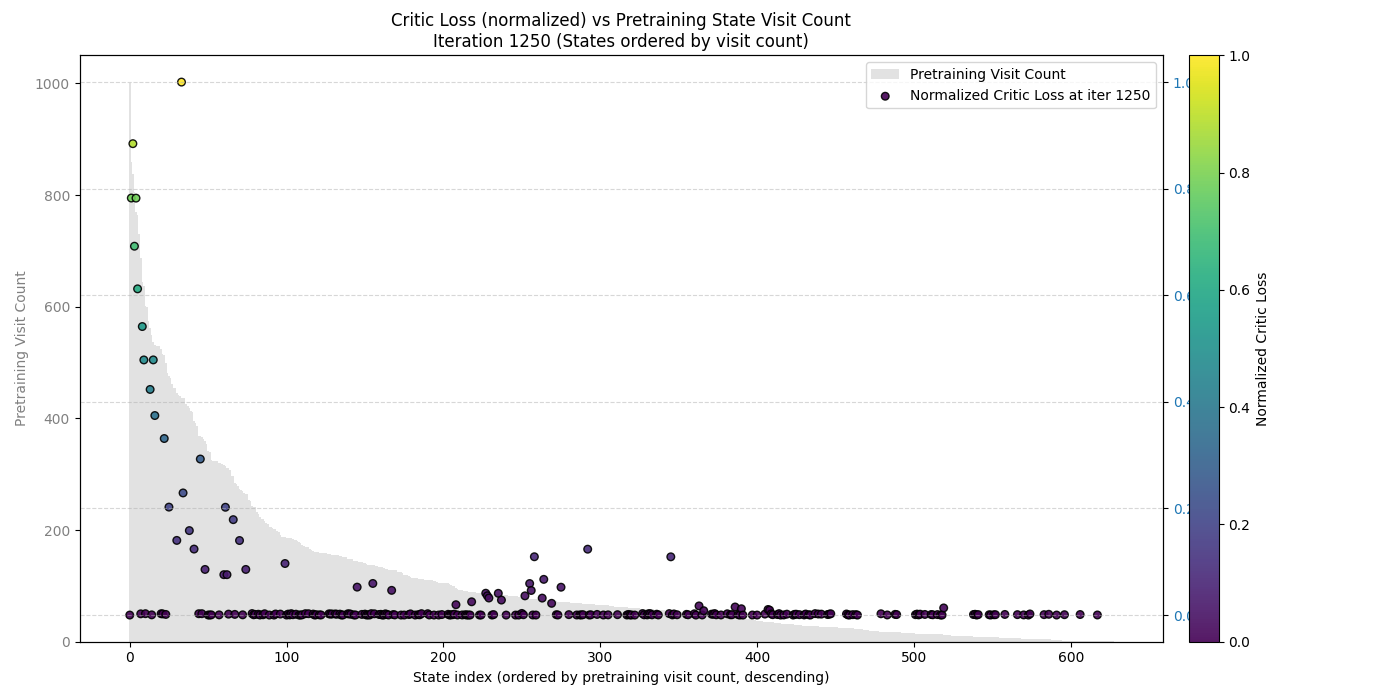 Critic Loss (normalized) vs Pretraining State Visit Count
Iteration 1250 (States ordered by visit count)
Pretraining Visit Count
Normalized Critic Loss at iter 1250
1000
800
600
400
200
0
Pretraining Visit Count
0
100
200
300
400
500
600
State index (ordered by pretraining visit count, descending)
1.0
0.8
0.6
0.4
0.2
0.0
Normalized Critic Loss